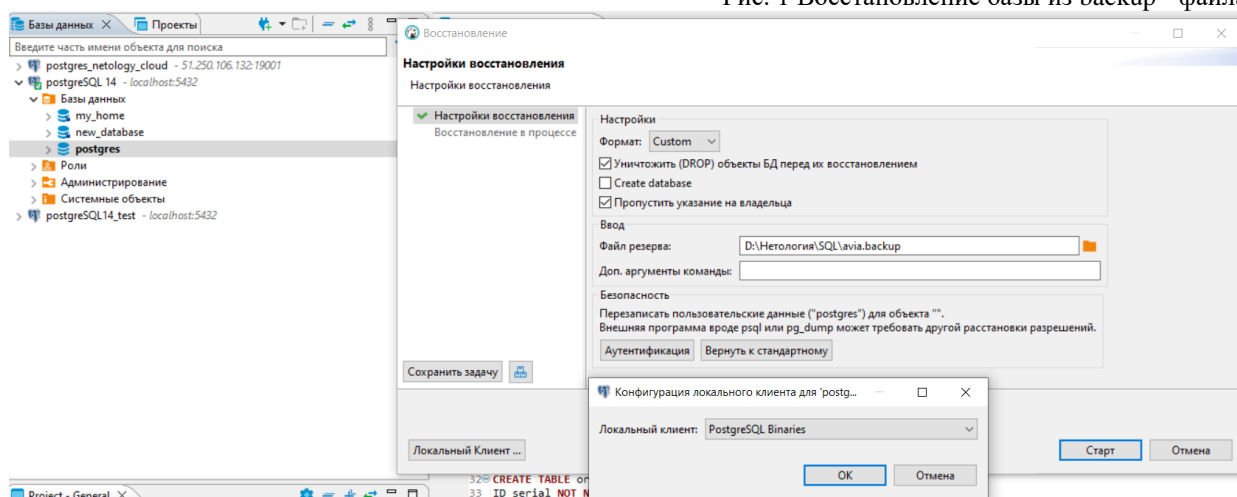 Рис. 1 Восстановление базы из backup - файла
Базы данных
Проекты
Введите часть имени объекта для поиска
postgres_netology_cloud - 51.250.106.132:19001
postgreSQL 14 - localhost:5432
Базы данных
my_home
new_database
postgres
Роли
Администрирование
Системные объекты
postgreSQL14_test - localhost:5432
Project - General
Восстановление
Настройки восстановления
Настройки восстановления
Настройки восстановления
Восстановление в процессе
Настройки
Формат: Custom
Уничтожить (DROP) объекты БД перед их восстановлением
Create database
Пропустить указание на владельца
Ввод
Файл резерва: D:\Нетология\SQL\avia.backup
Доп. аргументы команды:
Безопасность
Перезаписать пользовательские данные ("postgres") для объекта "".
Внешняя программа вроде psql или pg_dump может требовать другой расстановки разрешений.
Аутентификация Вернуть к стандартному
Сохранить задачу
Конфигурация локального клиента для 'postg...
Локальный клиент: PostgreSQL Binaries
OK Отмена
Локальный Клиент ...
Старт Отмена
32 CREATE TABLE or
33 ID serial NOT N